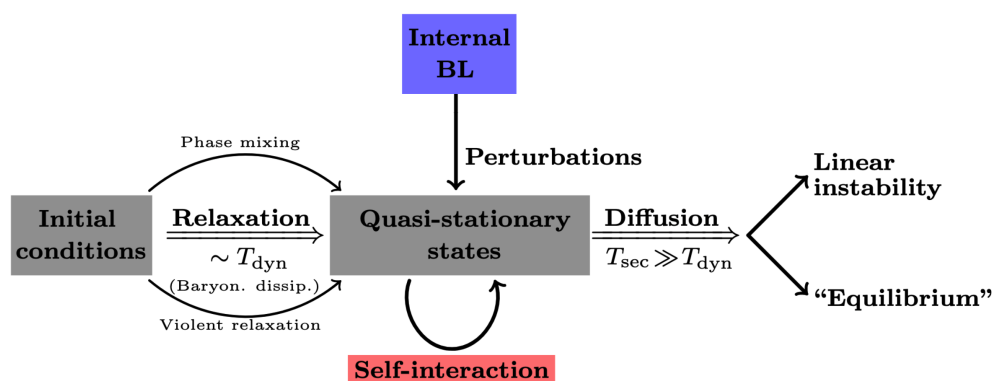 Internal
BL
Perturbations
Phase mixing
Initial
conditions
Relaxation
∼ T_dyn
(Baryon. dissip.)
Violent relaxation
Quasi-stationary
states
Diffusion
T_sec ≫ T_dyn
Linear
instability
“Equilibrium”
Self-interaction